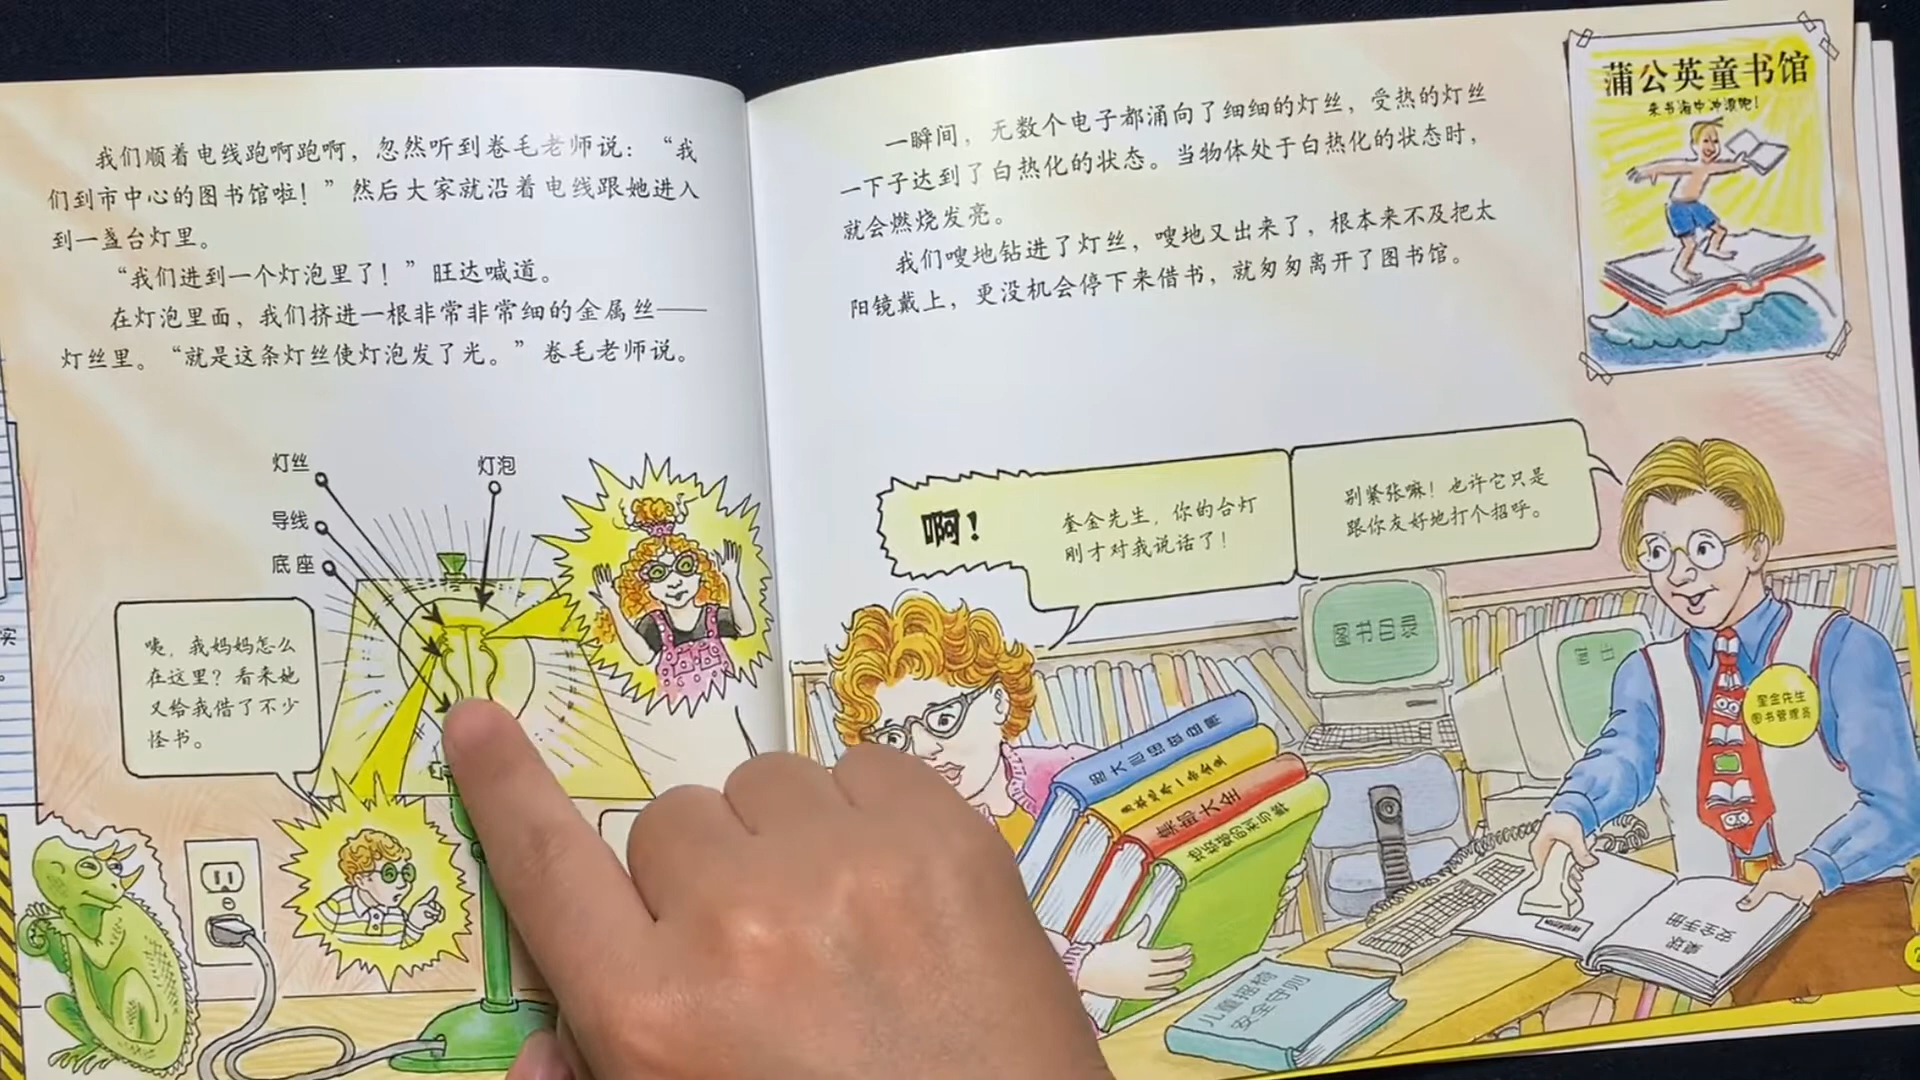 我们顺着电线跑啊跑啊，忽然听到卷毛老师说：“我
们到市中心的图书馆啦！”然后大家就沿着电线跟她进入
到一盏台灯里。
“我们进到一个灯泡里了！”旺达喊道。
在灯泡里面，我们挤进一根非常非常细的金属丝——
灯丝里。“就是这条灯丝使灯泡发了光。”卷毛老师说。
灯丝
灯泡
导线
底座
咦，我妈妈怎么
在这里？看来她
又给我借了不少
怪书。
一瞬间，无数个电子都涌向了细细的灯丝，受热的灯丝
一下子达到了白热化的状态。当物体处于白热化的状态时，
就会燃烧发亮。
我们嗖地钻进了灯丝，嗖地又出来了，根本来不及把太
阳镜戴上，更没机会停下来借书，就匆匆离开了图书馆。
蒲公英童书馆
来书海中冲浪吧！
啊！
奎金先生，你的台灯
刚才对我说话了！
别紧张嘛！也许它只是
跟你友好地打个招呼。
图书目录
奎金先生
图书管理员
儿童摇椅
安全守则
桌球
安全手册